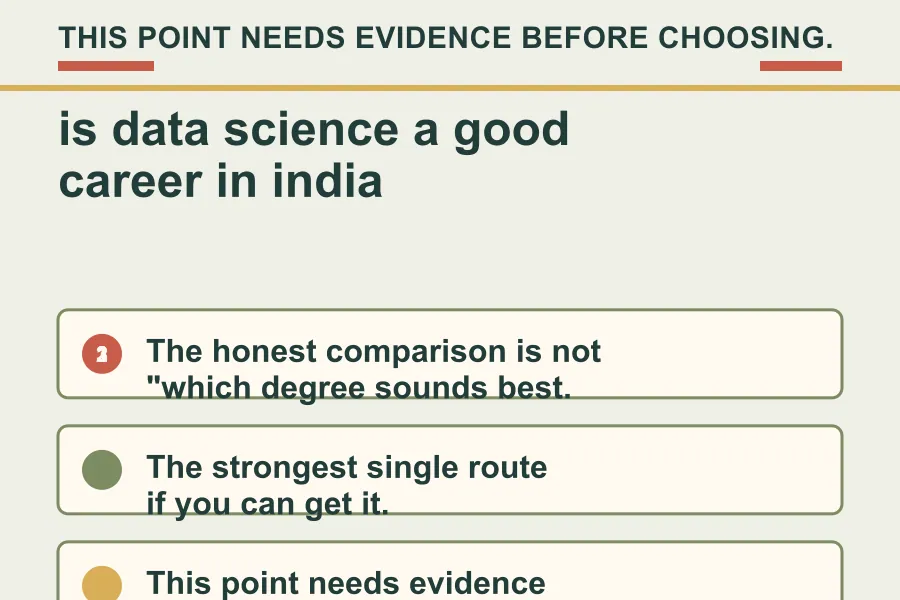 THIS POINT NEEDS EVIDENCE BEFORE CHOOSING.
is data science a good
career in india
The honest comparison is not
"which degree sounds best.
The strongest single route
if you can get it.
This point needs evidence